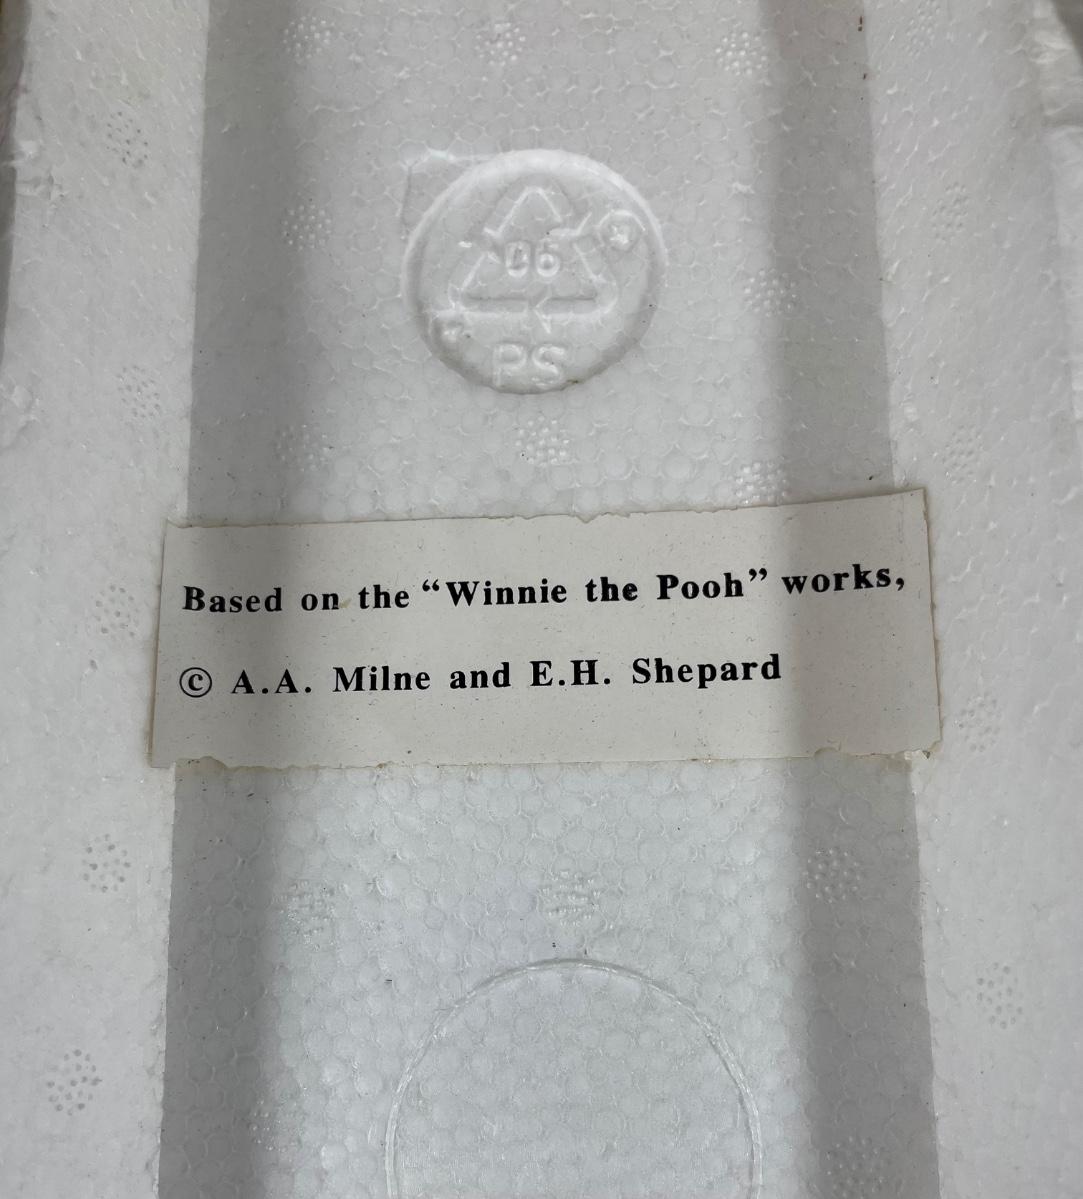 06
PS
Based on the “Winnie the Pooh” works,
© A.A. Milne and E.H. Shepard